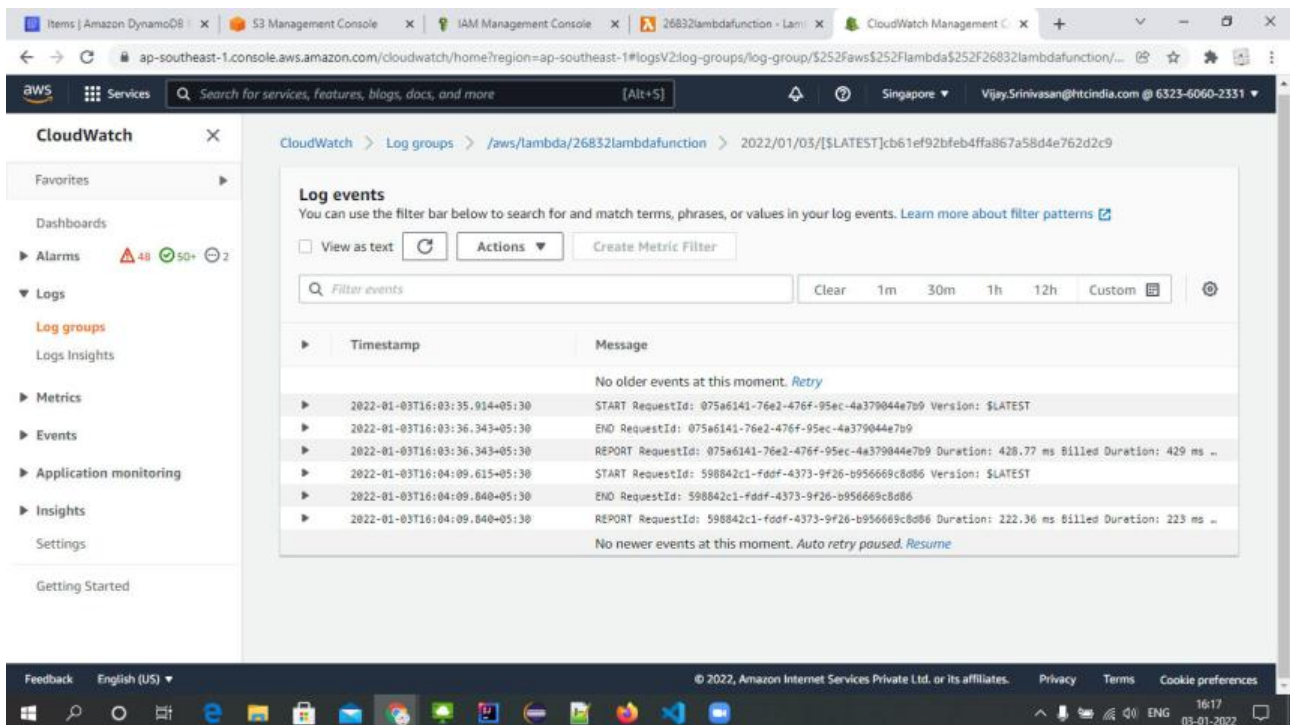 Items | Amazon DynamoDB
S3 Management Console
IAM Management Console
26832lambdafunction - Lam
CloudWatch Management C
ap-southeast-1.console.aws.amazon.com/cloudwatch/home?region=ap-southeast-1#logsV2:log-groups/log-group/$252Faws$252Flambda$252F26832lambdafunction/...
aws Services Search for services, features, blogs, docs, and more [Alt+S] Singapore ▼ Vijay.Srinivasan@htcindia.com @ 6323-6060-2331 ▼
CloudWatch
Favorites
Dashboards
Alarms 48 50+ 2
Logs
Log groups
Logs Insights
Metrics
Events
Application monitoring
Insights
Settings
Getting Started
CloudWatch > Log groups > /aws/lambda/26832lambdafunction > 2022/01/03/[$LATEST]cb61ef92bfeb4ffa867a58d4e762d2c9
Log events
You can use the filter bar below to search for and match terms, phrases, or values in your log events. Learn more about filter patterns
View as text Actions ▼ Create Metric Filter
Filter events Clear 1m 30m 1h 12h Custom
Timestamp Message
No older events at this moment. Retry
2022-01-03T16:03:35.914+05:30 START RequestId: 075a6141-76e2-476f-95ec-4a379044e7b9 Version: $LATEST
2022-01-03T16:03:36.343+05:30 END RequestId: 075a6141-76e2-476f-95ec-4a379044e7b9
2022-01-03T16:03:36.343+05:30 REPORT RequestId: 075a6141-76e2-476f-95ec-4a379044e7b9 Duration: 428.77 ms Billed Duration: 429 ms …
2022-01-03T16:04:09.615+05:30 START RequestId: 598842c1-fddf-4373-9f26-b956669c8d86 Version: $LATEST
2022-01-03T16:04:09.840+05:30 END RequestId: 598842c1-fddf-4373-9f26-b956669c8d86
2022-01-03T16:04:09.840+05:30 REPORT RequestId: 598842c1-fddf-4373-9f26-b956669c8d86 Duration: 222.36 ms Billed Duration: 223 ms …
No newer events at this moment. Auto retry paused. Resume
Feedback English (US) ▼ © 2022, Amazon Internet Services Private Ltd. or its affiliates. Privacy Terms Cookie preferences
ENG 16:17
03-01-2022